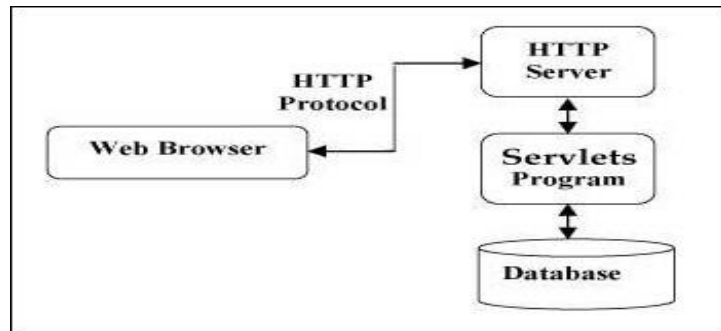 HTTP
Server
HTTP
Protocol
Web Browser
Servlets
Program
Database